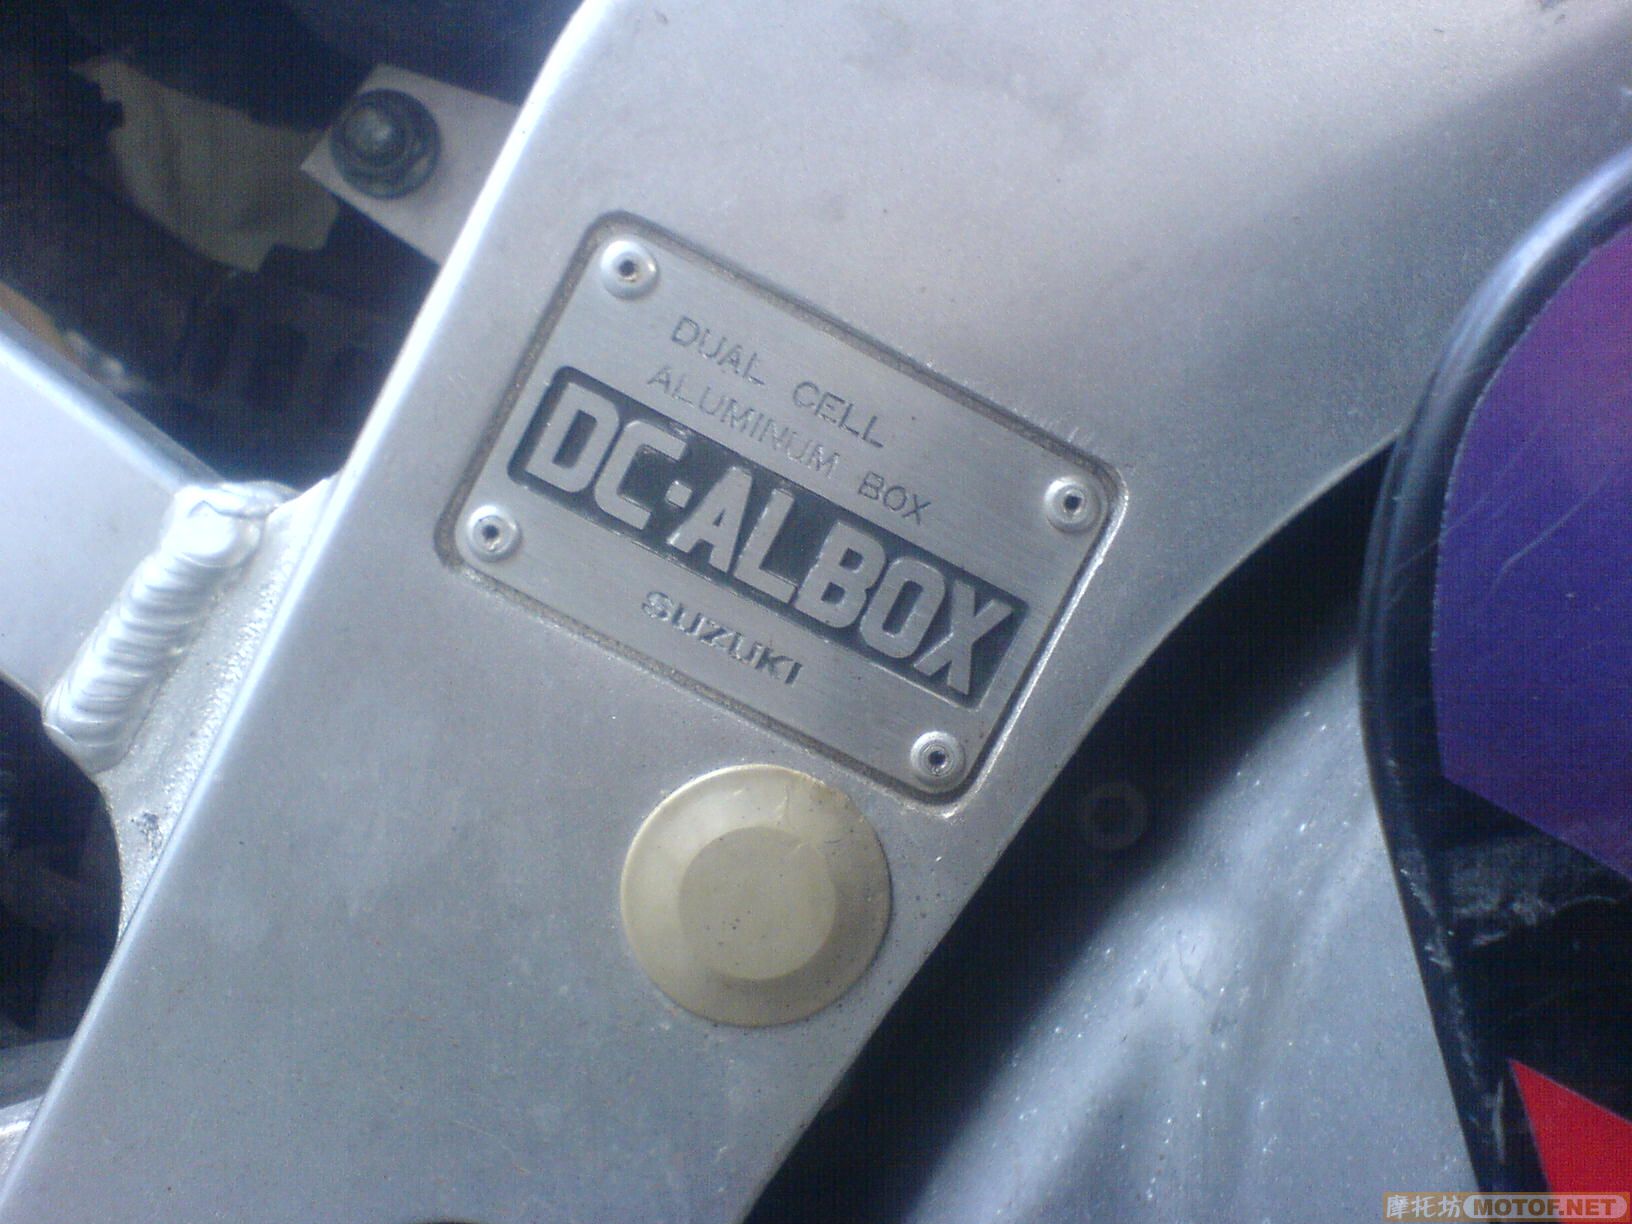 DUAL CELL
ALUMINUM BOX
DC-ALBOX
SUZUKI
摩托坊 MOTOF.NET